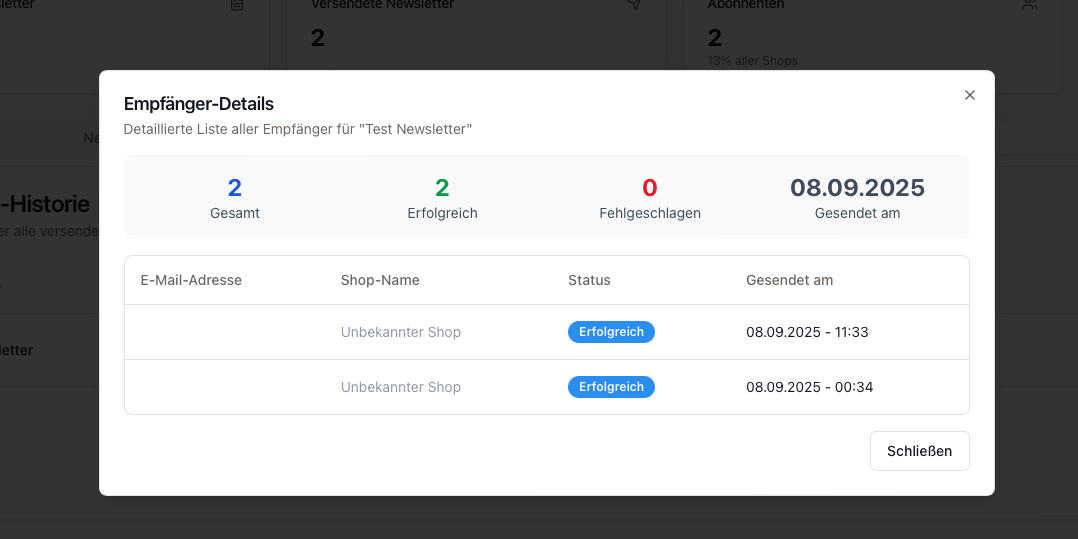 letter
Versendete Newsletter
Abonnenten
2
2
13% aller Shops
Ne
-Historie
er alle versende
letter
Empfänger-Details
Detaillierte Liste aller Empfänger für "Test Newsletter"
2
2
0
08.09.2025
Gesamt
Erfolgreich
Fehlgeschlagen
Gesendet am
E-Mail-Adresse
Shop-Name
Status
Gesendet am
Unbekannter Shop
Erfolgreich
08.09.2025 - 11:33
Unbekannter Shop
Erfolgreich
08.09.2025 - 00:34
Schließen